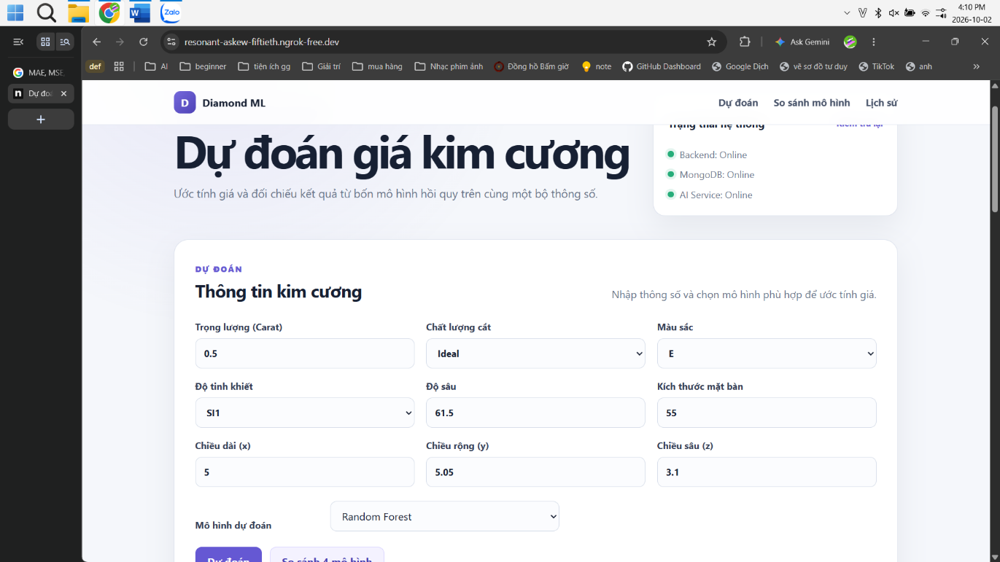 Zalo
4:10 PM
2026-10-02
MAE, MSE,
Dự đoá
resonant-askew-fiftieth.ngrok-free.dev
Ask Gemini
def
AI
beginner
tiện ích gg
Giải trí
mua hàng
Nhạc phim ảnh
Đồng hồ Bấm giờ
note
GitHub Dashboard
Google Dịch
vẽ sơ đồ tư duy
TikTok
anh
D
Diamond ML
Dự đoán
So sánh mô hình
Lịch sử
Trạng thái hệ thống
Kiểm tra lại
Dự đoán giá kim cương
Ước tính giá và đối chiếu kết quả từ bốn mô hình hồi quy trên cùng một bộ thông số.
Backend: Online
MongoDB: Online
AI Service: Online
DỰ ĐOÁN
Thông tin kim cương
Nhập thông số và chọn mô hình phù hợp để ước tính giá.
Trọng lượng (Carat)
Chất lượng cắt
Màu sắc
0.5
Ideal
E
Độ tinh khiết
Độ sâu
Kích thước mặt bàn
SI1
61.5
55
Chiều dài (x)
Chiều rộng (y)
Chiều sâu (z)
5
5.05
3.1
Mô hình dự đoán
Random Forest
Dự đoán
So sánh 4 mô hình